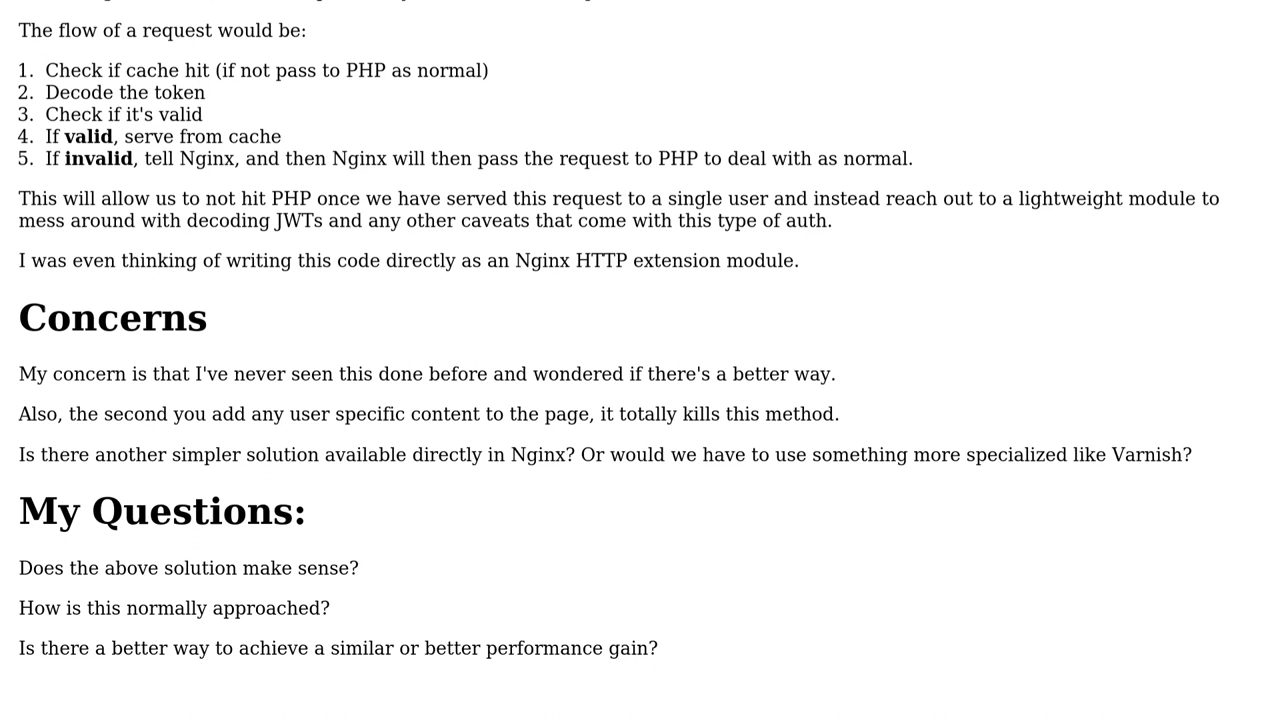 The flow of a request would be:
1. Check if cache hit (if not pass to PHP as normal)
2. Decode the token
3. Check if it's valid
4. If valid, serve from cache
5. If invalid, tell Nginx, and then Nginx will then pass the request to PHP to deal with as normal.
This will allow us to not hit PHP once we have served this request to a single user and instead reach out to a lightweight module to
mess around with decoding JWTs and any other caveats that come with this type of auth.
I was even thinking of writing this code directly as an Nginx HTTP extension module.
Concerns
My concern is that I've never seen this done before and wondered if there's a better way.
Also, the second you add any user specific content to the page, it totally kills this method.
Is there another simpler solution available directly in Nginx? Or would we have to use something more specialized like Varnish?
My Questions:
Does the above solution make sense?
How is this normally approached?
Is there a better way to achieve a similar or better performance gain?